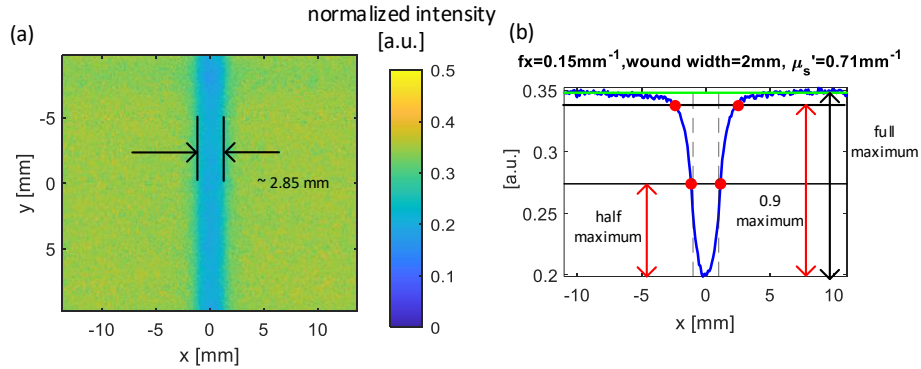 normalized intensity
[a.u.]
(a)
-5
0
5
y [mm]
~ 2.85 mm
-10
-5
0
5
10
x [mm]
0.5
0.4
0.3
0.2
0.1
0
(b)
fx=0.15mm⁻¹,wound width=2mm, μₛ'=0.71mm⁻¹
0.35
0.3
0.25
0.2
[a.u.]
full
maximum
0.9
maximum
half
maximum
-10
-5
0
5
10
x [mm]